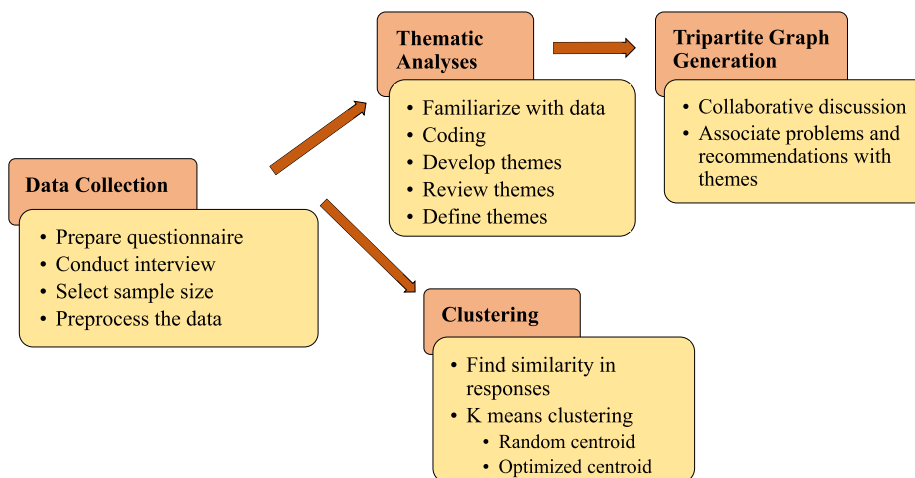 Data Collection
• Prepare questionnaire
• Conduct interview
• Select sample size
• Preprocess the data
Thematic
Analyses
• Familiarize with data
• Coding
• Develop themes
• Review themes
• Define themes
Tripartite Graph
Generation
• Collaborative discussion
• Associate problems and
recommendations with
themes
Clustering
• Find similarity in
responses
• K means clustering
• Random centroid
• Optimized centroid